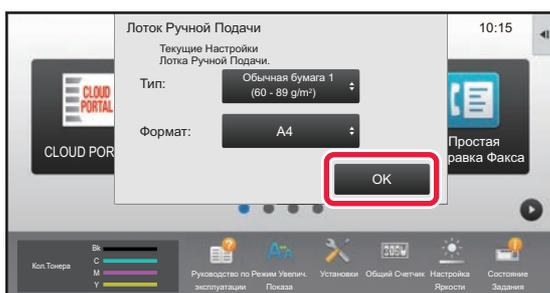 Лоток Ручной Подачи
10:15
Текущие Настройки
Лотка Ручной Подачи.
Тип:
Обычная бумага 1
(60 - 89 g/m²)
Формат:
A4
OK
CLOUD
PORTAL
CLOUD POR
Простая
равка Факса
Кол.Тонера
Bk
C
M
Y
Руководство по
эксплуатации
Режим Увелич.
Показа
Установки
Общий Счетчик
Настройка
Яркости
Состояние
Задания